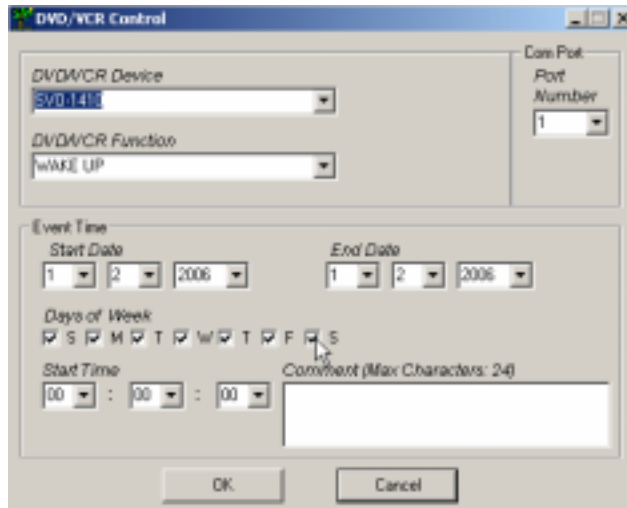 DVD/VCR Control
Com Port
DVD/VCR Device
Port
Number
SVO-1410
1
DVD/VCR Function
WAKE UP
Event Time
Start Date End Date
1 2 2006 1 2 2006
Days of Week
S M T W T F S
Start Time Comment (Max Characters: 24)
00 : 00 : 00
OK Cancel